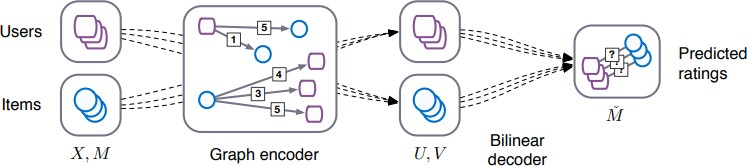 Users
Items
X, M
5
1
4
3
5
Graph encoder
U, V
Bilinear
decoder
?
M̌
Predicted
ratings